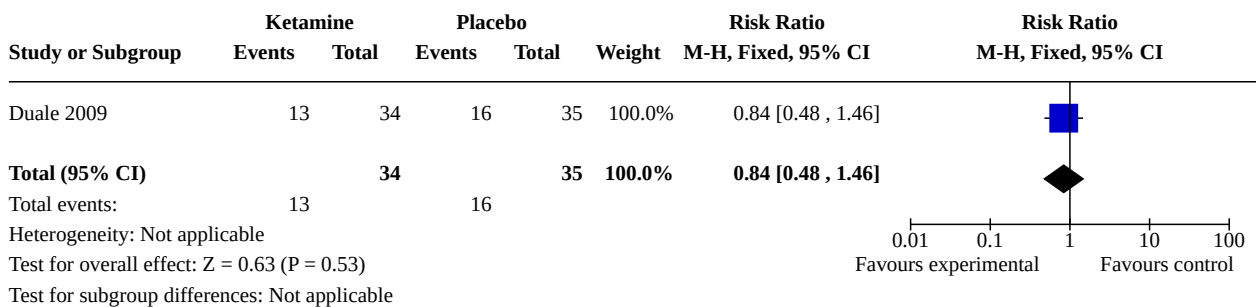 Ketamine Placebo Risk Ratio Risk Ratio
Study or Subgroup Events Total Events Total Weight M-H, Fixed, 95% CI M-H, Fixed, 95% CI
Duale 2009 13 34 16 35 100.0% 0.84 [0.48 , 1.46]
Total (95% CI) 34 35 100.0% 0.84 [0.48 , 1.46]
Total events: 13 16
Heterogeneity: Not applicable 0.01 0.1 1 10 100
Test for overall effect: Z = 0.63 (P = 0.53) Favours experimental Favours control
Test for subgroup differences: Not applicable